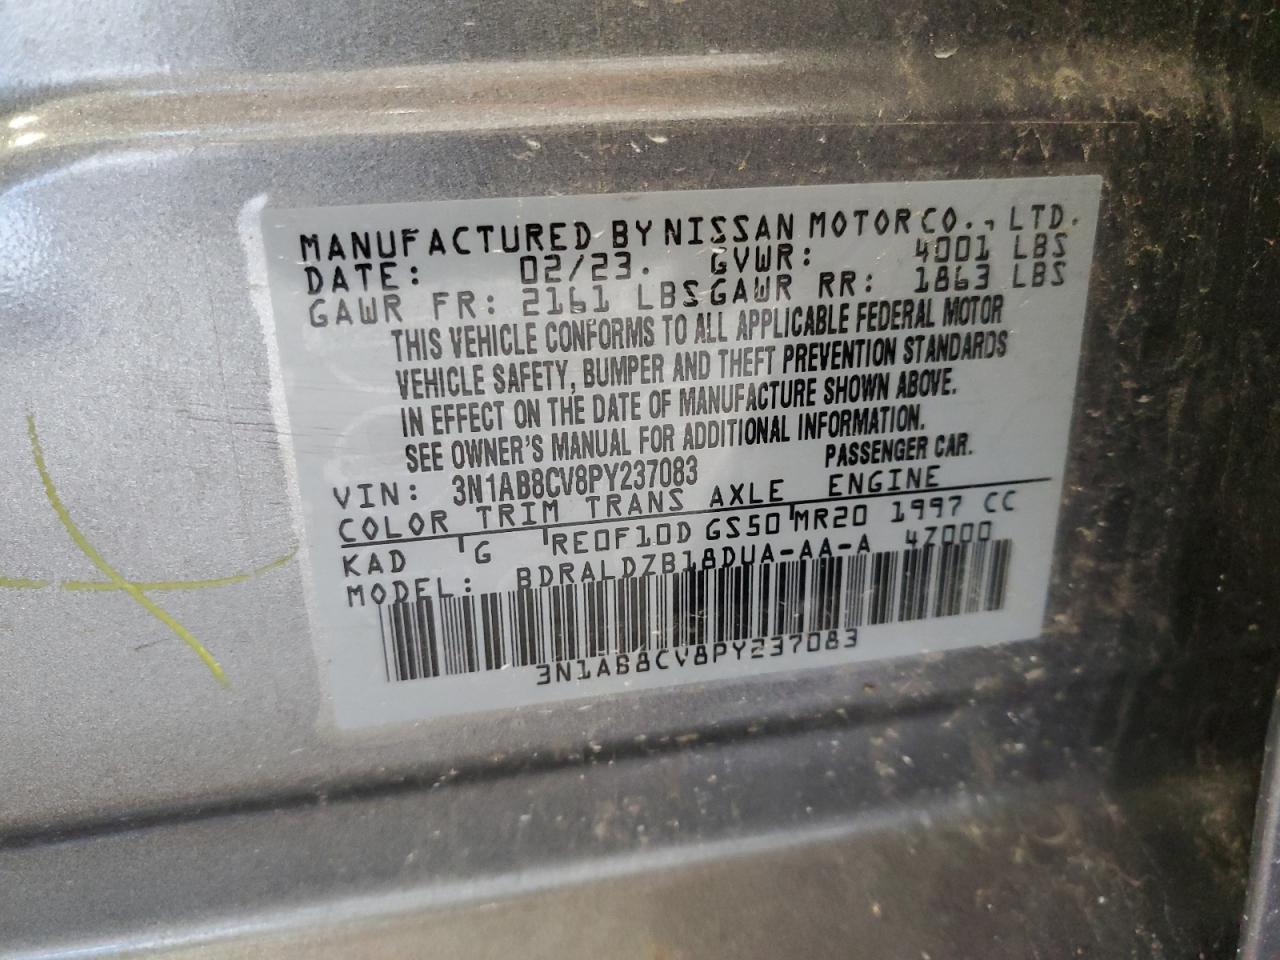 MANUFACTURED BY NISSAN MOTOR CO., LTD.
DATE: 02/23. GVWR: 4001 LBS
GAWR FR: 2161 LBS GAWR RR: 1863 LBS
THIS VEHICLE CONFORMS TO ALL APPLICABLE FEDERAL MOTOR
VEHICLE SAFETY, BUMPER AND THEFT PREVENTION STANDARDS
IN EFFECT ON THE DATE OF MANUFACTURE SHOWN ABOVE.
SEE OWNER'S MANUAL FOR ADDITIONAL INFORMATION.
VIN: 3N1AB8CV8PY237083 PASSENGER CAR.
COLOR TRIM TRANS AXLE ENGINE
KAD G RE0F10D GS50 MR20 1997 CC
MODEL: BDRALDZB18DUA-AA-A 4Z000
3N1AB8CV8PY237083